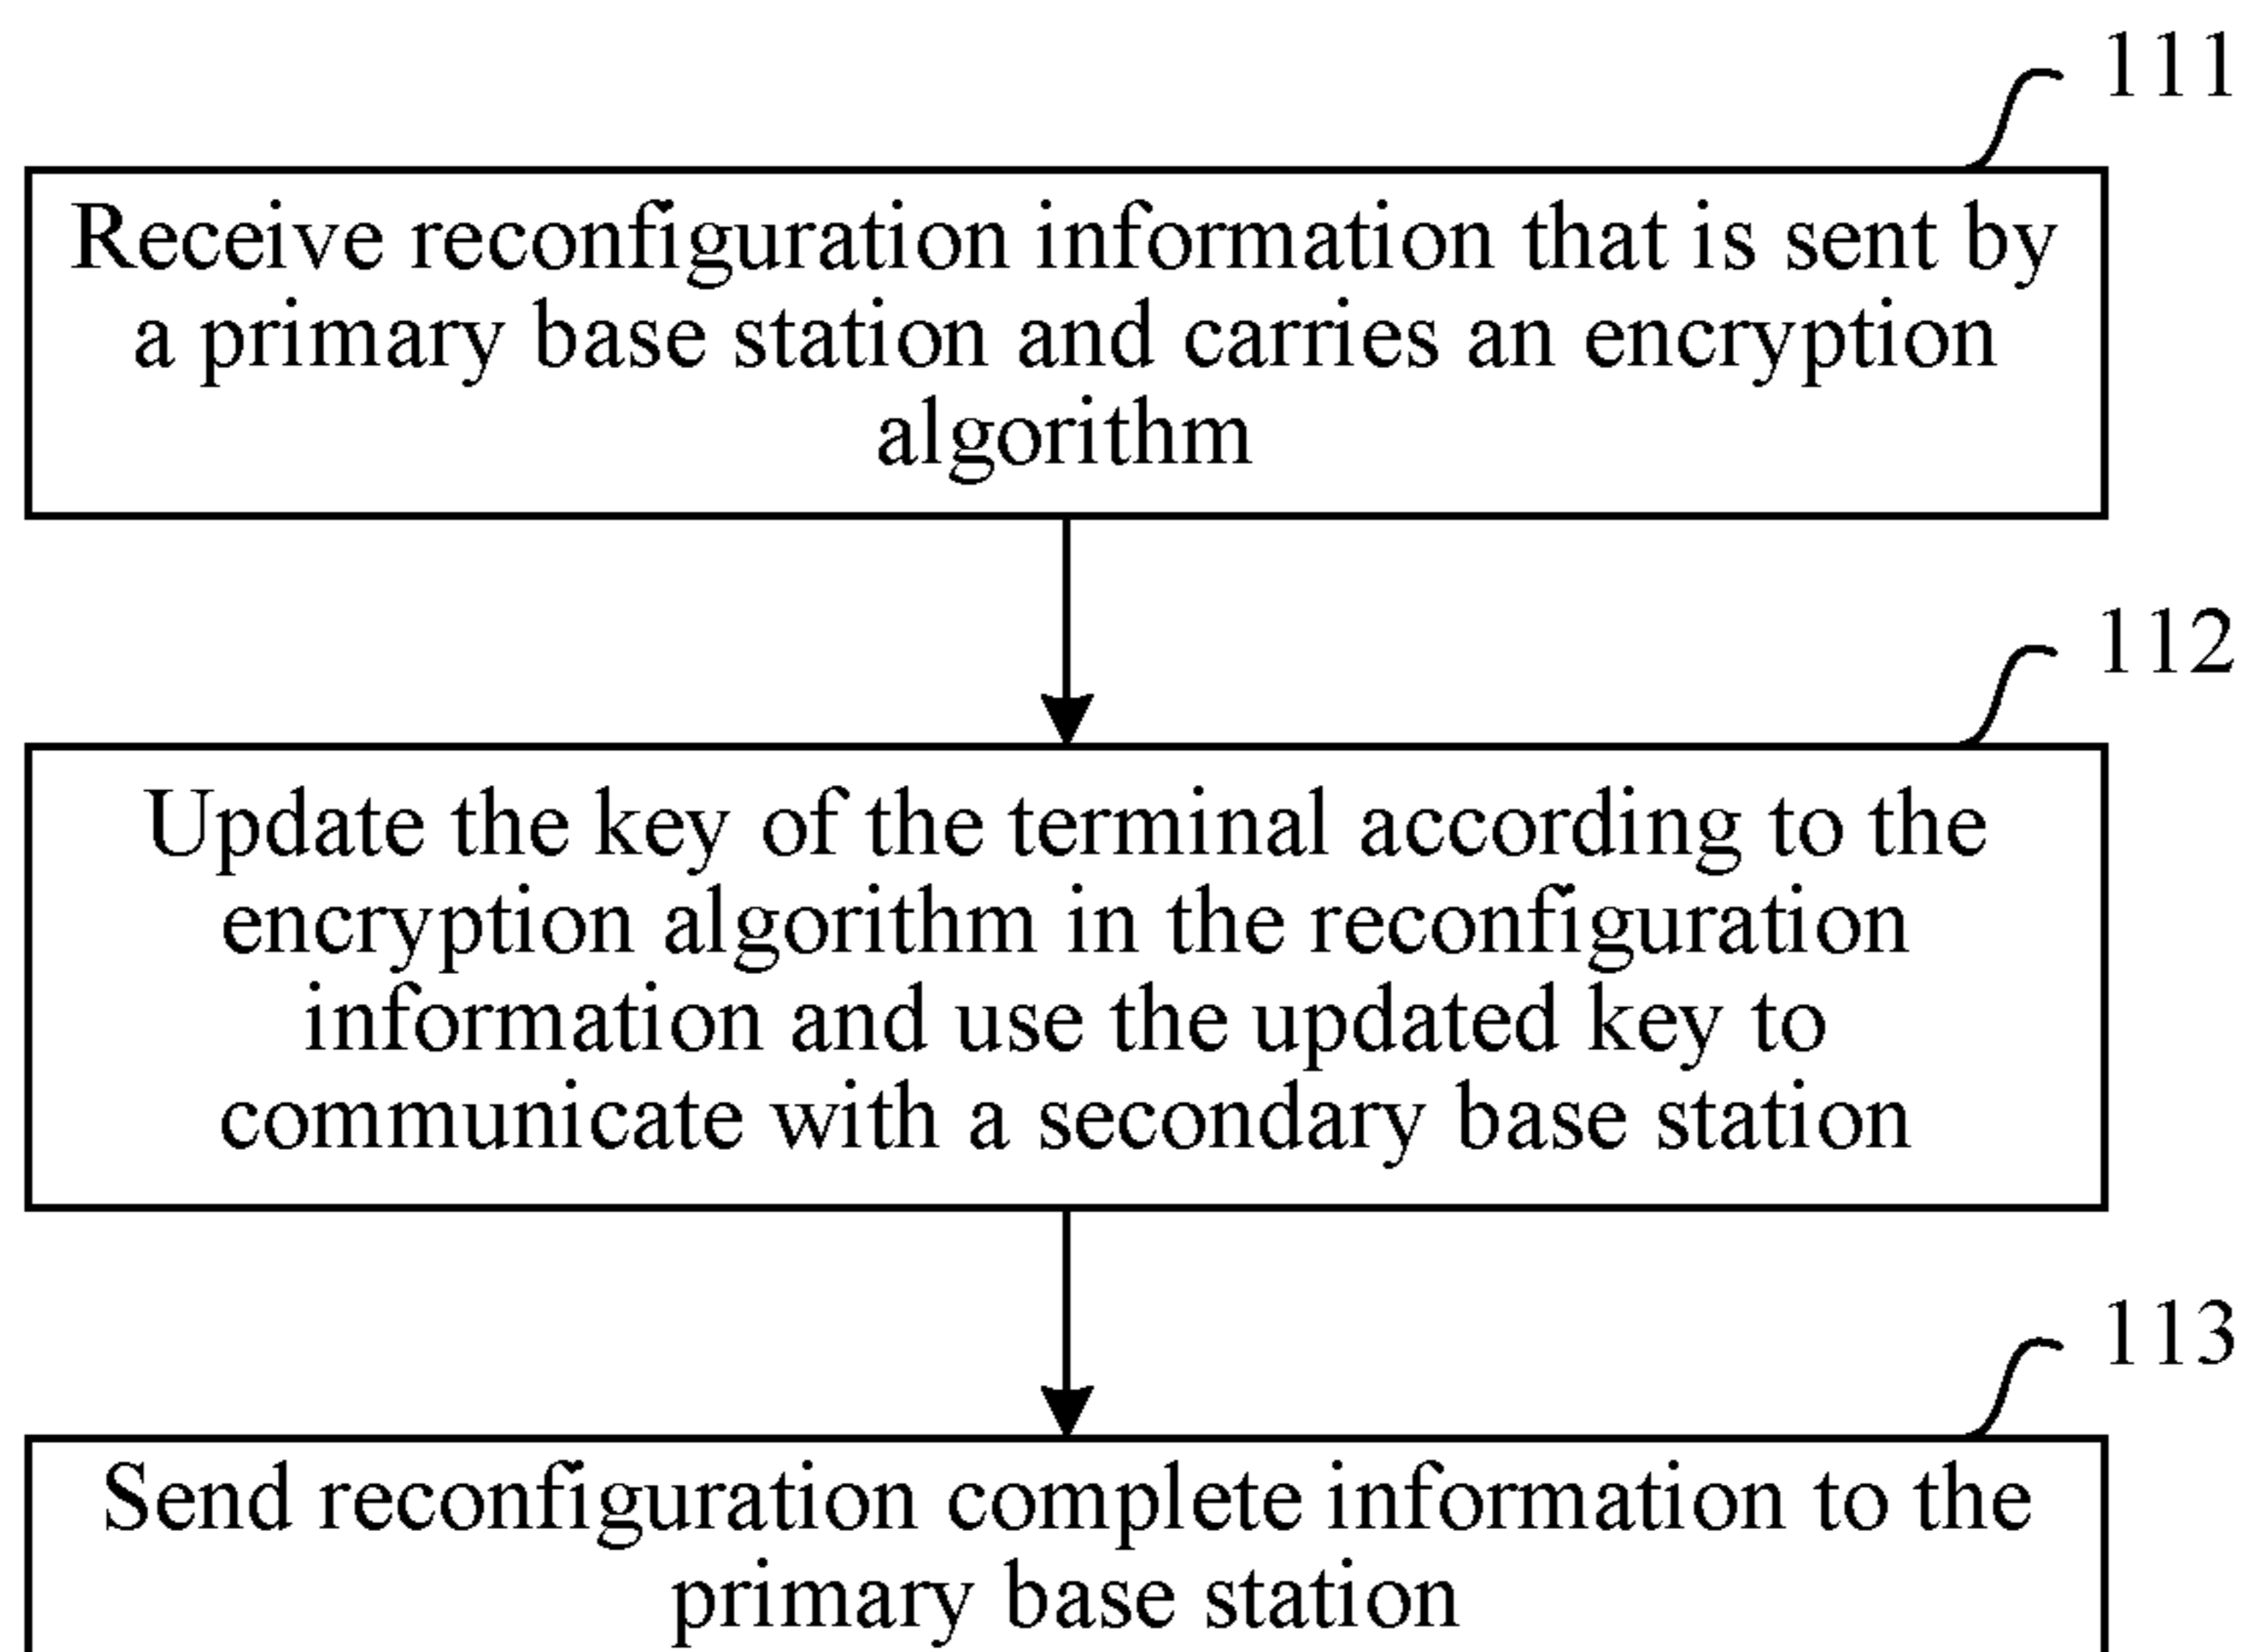 111
Receive reconfiguration information that is sent by
a primary base station and carries an encryption
algorithm
112
Update the key of the terminal according to the
encryption algorithm in the reconfiguration
information and use the updated key to
communicate with a secondary base station
113
Send reconfiguration complete information to the
primary base station